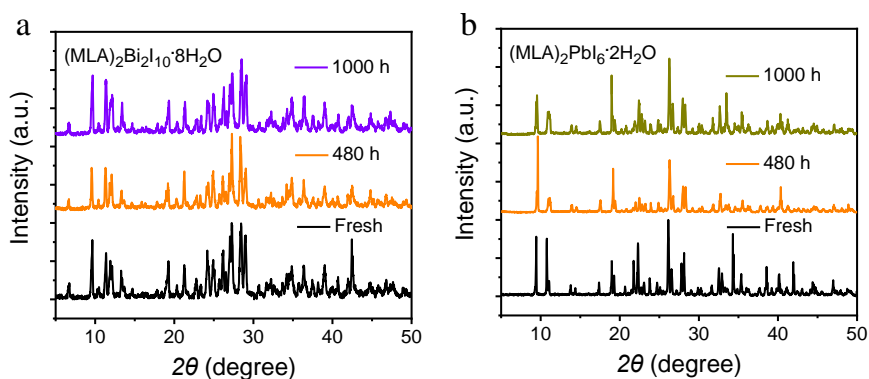 a
(MLA)₂Bi₂I₁₀·8H₂O
1000 h
480 h
Fresh
Intensity (a.u.)
10 20 30 40 50
2θ (degree)
b
(MLA)₂PbI₆·2H₂O
1000 h
480 h
Fresh
Intensity (a.u.)
10 20 30 40 50
2θ (degree)